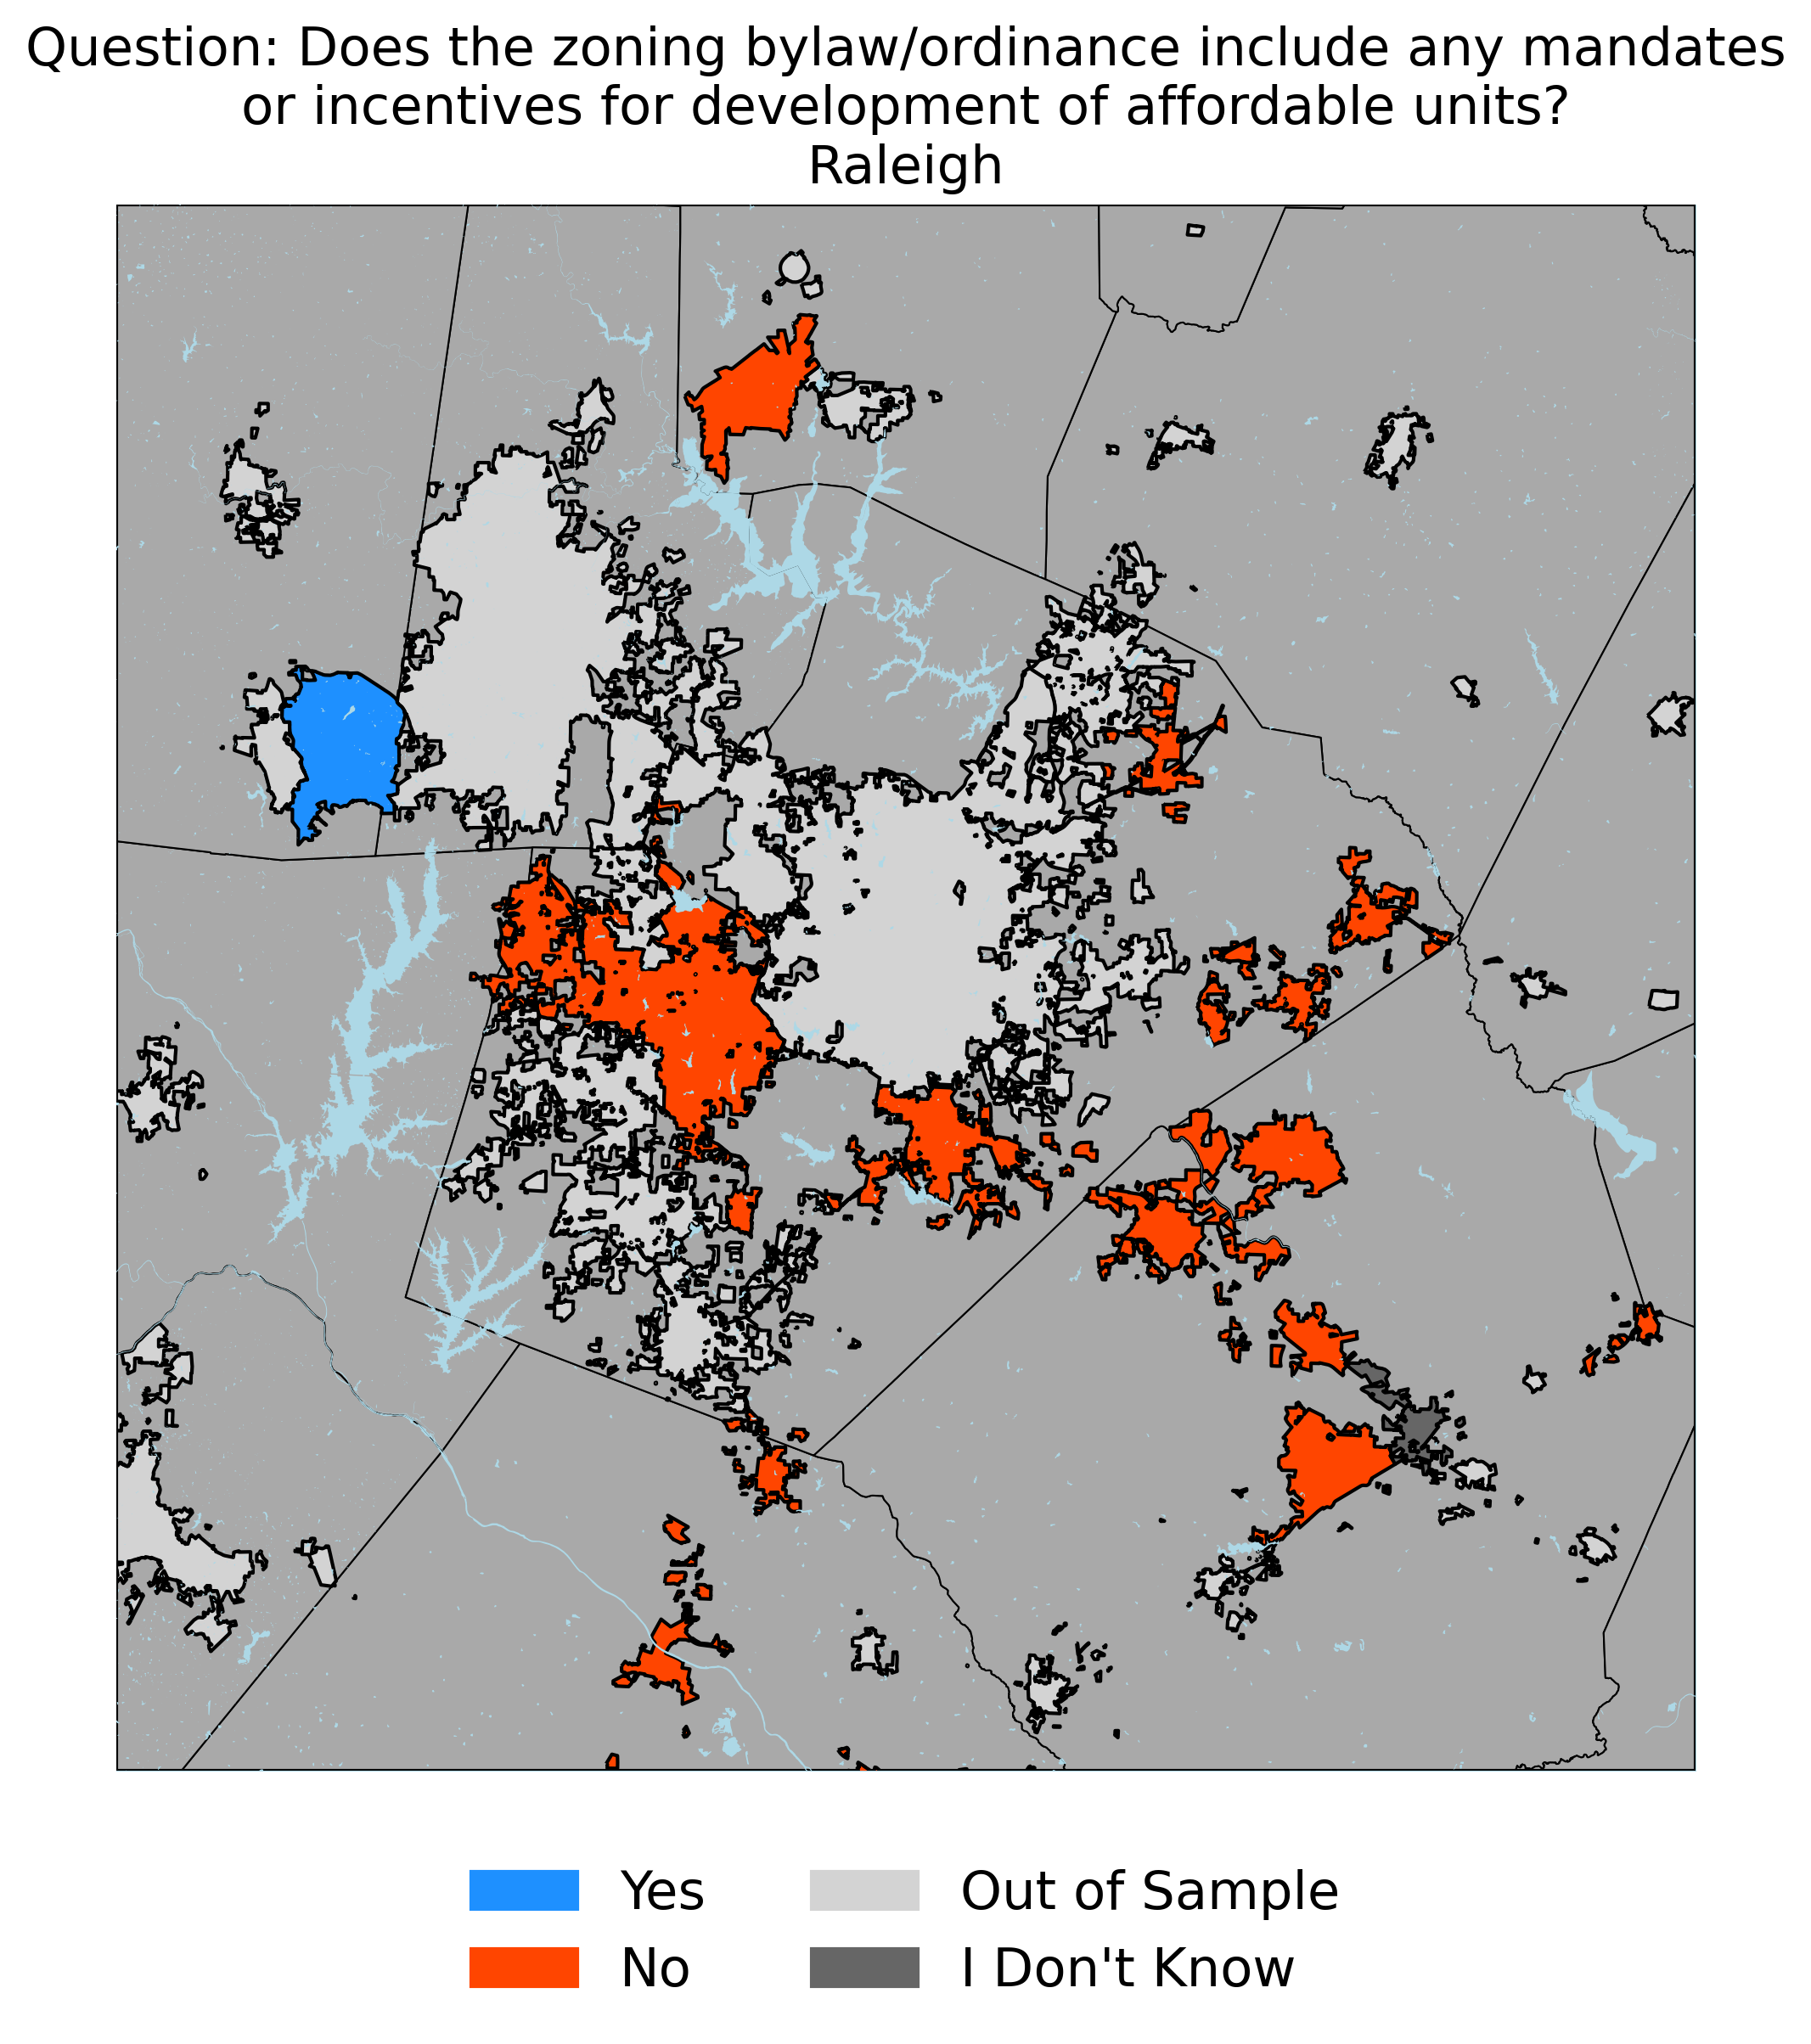 Question: Does the zoning bylaw/ordinance include any mandates
or incentives for development of affordable units?
Raleigh
Yes
Out of Sample
No
I Don't Know